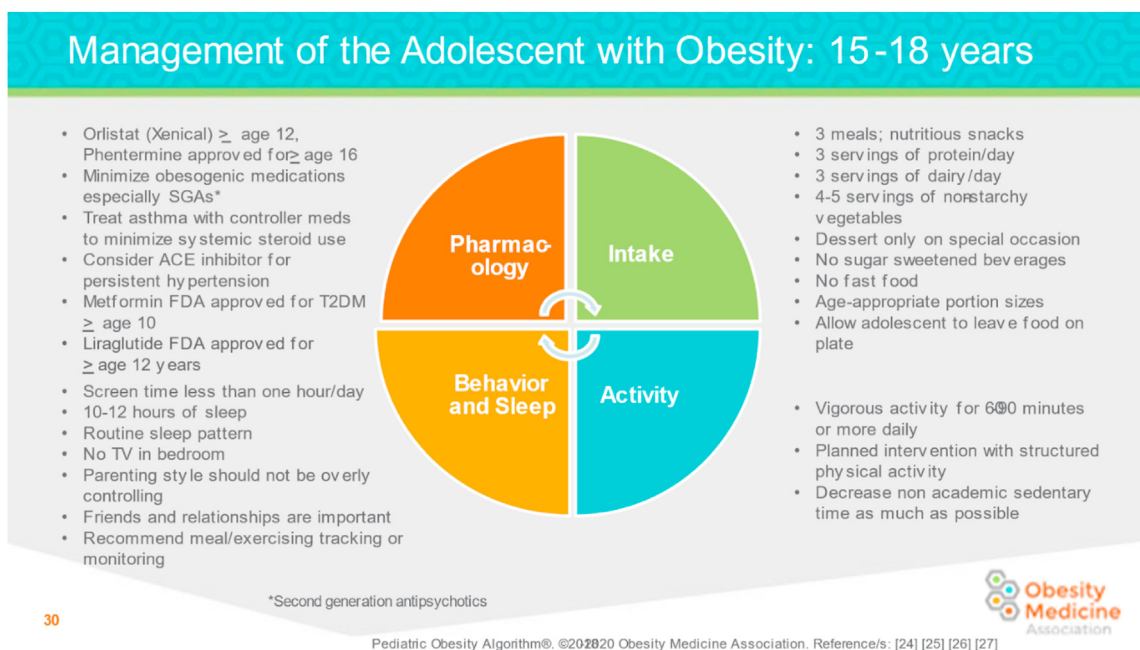 Management of the Adolescent with Obesity: 15-18 years
• Orlistat (Xenical) ≥ age 12,
Phentermine approved for ≥ age 16
• Minimize obesogenic medications
especially SGAs*
• Treat asthma with controller meds
to minimize systemic steroid use
• Consider ACE inhibitor for
persistent hypertension
• Metformin FDA approved for T2DM
≥ age 10
• Liraglutide FDA approved for
≥ age 12 years
• Screen time less than one hour/day
• 10-12 hours of sleep
• Routine sleep pattern
• No TV in bedroom
• Parenting style should not be overly
controlling
• Friends and relationships are important
• Recommend meal/exercising tracking or
monitoring
Pharmac-
ology
Intake
Behavior
and Sleep
Activity
• 3 meals; nutritious snacks
• 3 servings of protein/day
• 3 servings of dairy/day
• 4-5 servings of non-starchy
vegetables
• Dessert only on special occasion
• No sugar sweetened beverages
• No fast food
• Age-appropriate portion sizes
• Allow adolescent to leave food on
plate
• Vigorous activity for 60-90 minutes
or more daily
• Planned intervention with structured
physical activity
• Decrease non academic sedentary
time as much as possible
*Second generation antipsychotics
30
Obesity
Medicine
Association
Pediatric Obesity Algorithm®. ©2020 Obesity Medicine Association. Reference/s: [24] [25] [26] [27]